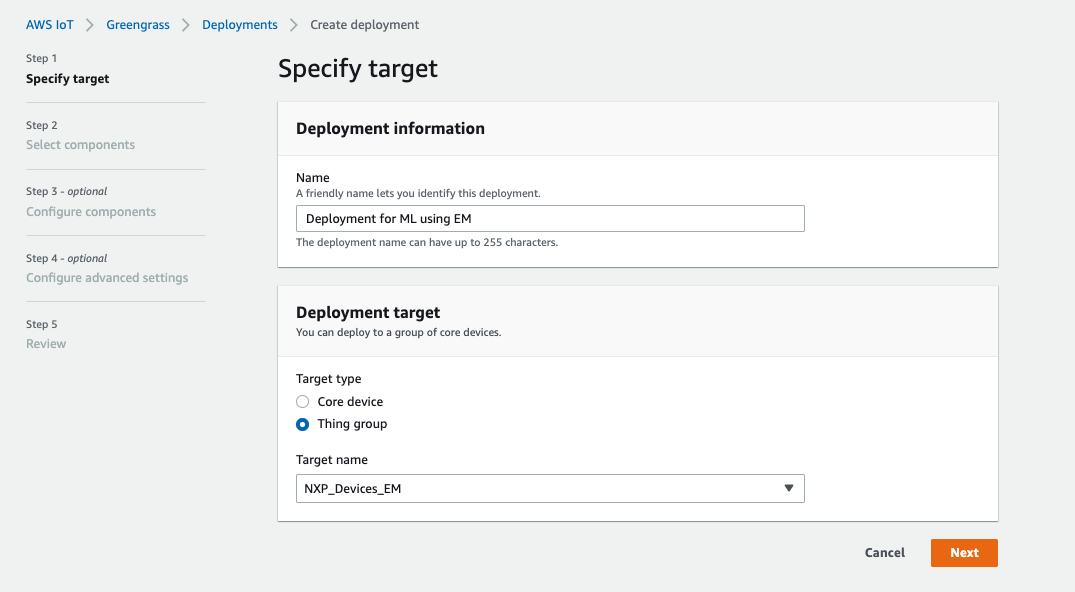 AWS IoT > Greengrass > Deployments > Create deployment
Step 1
Specify target
Step 2
Select components
Step 3 - optional
Configure components
Step 4 - optional
Configure advanced settings
Step 5
Review
Specify target
Deployment information
Name
A friendly name lets you identify this deployment.
Deployment for ML using EM
The deployment name can have up to 255 characters.
Deployment target
You can deploy to a group of core devices.
Target type
Core device
Thing group
Target name
NXP_Devices_EM
Cancel Next